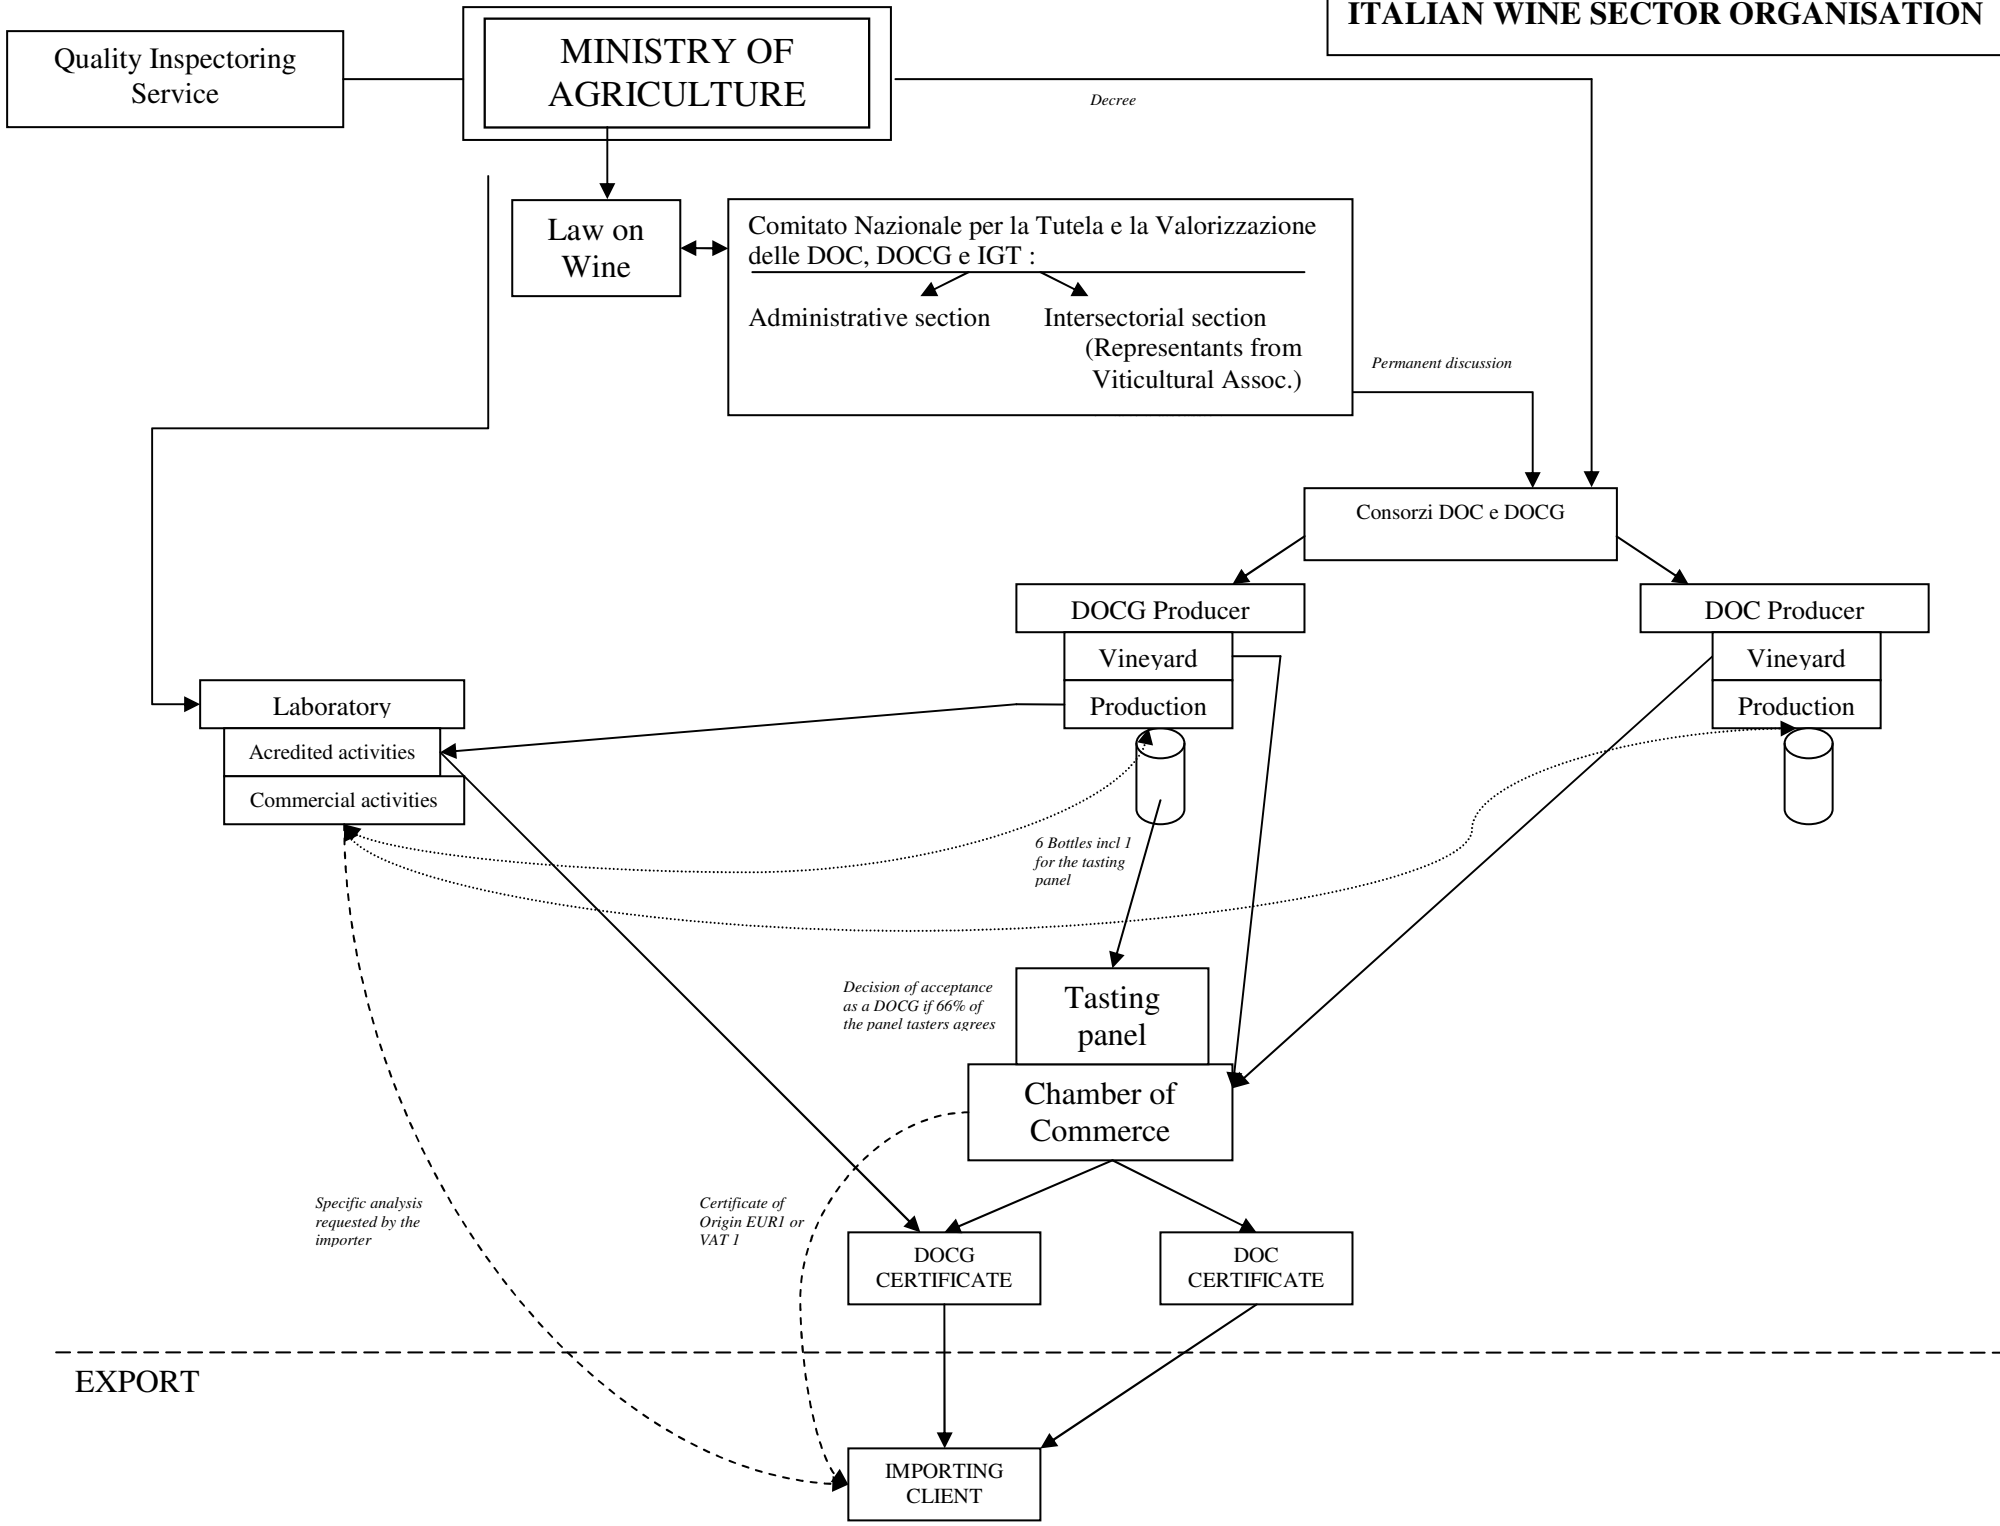 ITALIAN WINE SECTOR ORGANISATION
Quality Inspectoring
Service
MINISTRY OF
AGRICULTURE
Decree
Law on
Wine
Comitato Nazionale per la Tutela e la Valorizzazione
delle DOC, DOCG e IGT :
Administrative section
Intersectorial section
(Representants from
Viticultural Assoc.)
Permanent discussion
Consorzi DOC e DOCG
DOCG Producer
Vineyard
Production
DOC Producer
Vineyard
Production
Laboratory
Acredited activities
Commercial activities
6 Bottles incl 1
for the tasting
panel
Decision of acceptance
as a DOCG if 66% of
the panel tasters agrees
Tasting
panel
Chamber of
Commerce
Specific analysis
requested by the
importer
Certificate of
Origin EUR1 or
VAT 1
DOCG
CERTIFICATE
DOC
CERTIFICATE
EXPORT
IMPORTING
CLIENT